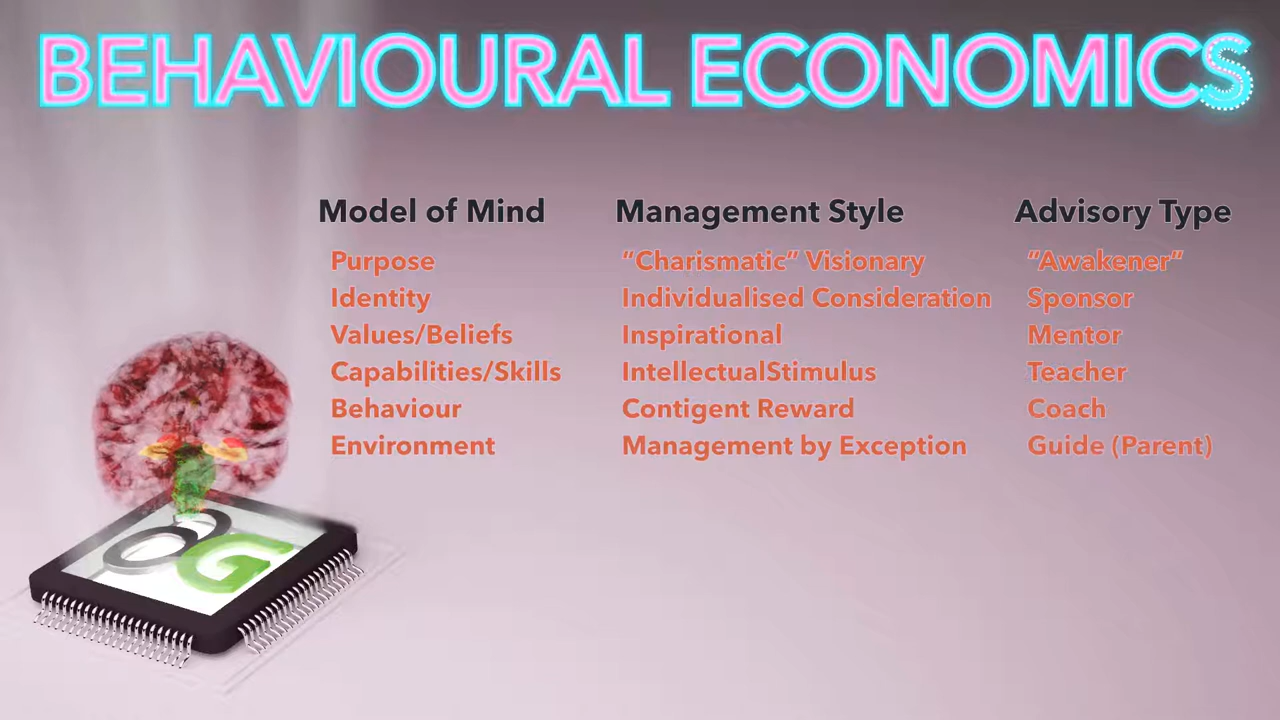 BEHAVIOURAL ECONOMICS
Model of Mind Management Style Advisory Type
Purpose “Charismatic” Visionary “Awakener”
Identity Individualised Consideration Sponsor
Values/Beliefs Inspirational Mentor
Capabilities/Skills IntellectualStimulus Teacher
Behaviour Contigent Reward Coach
Environment Management by Exception Guide (Parent)
G